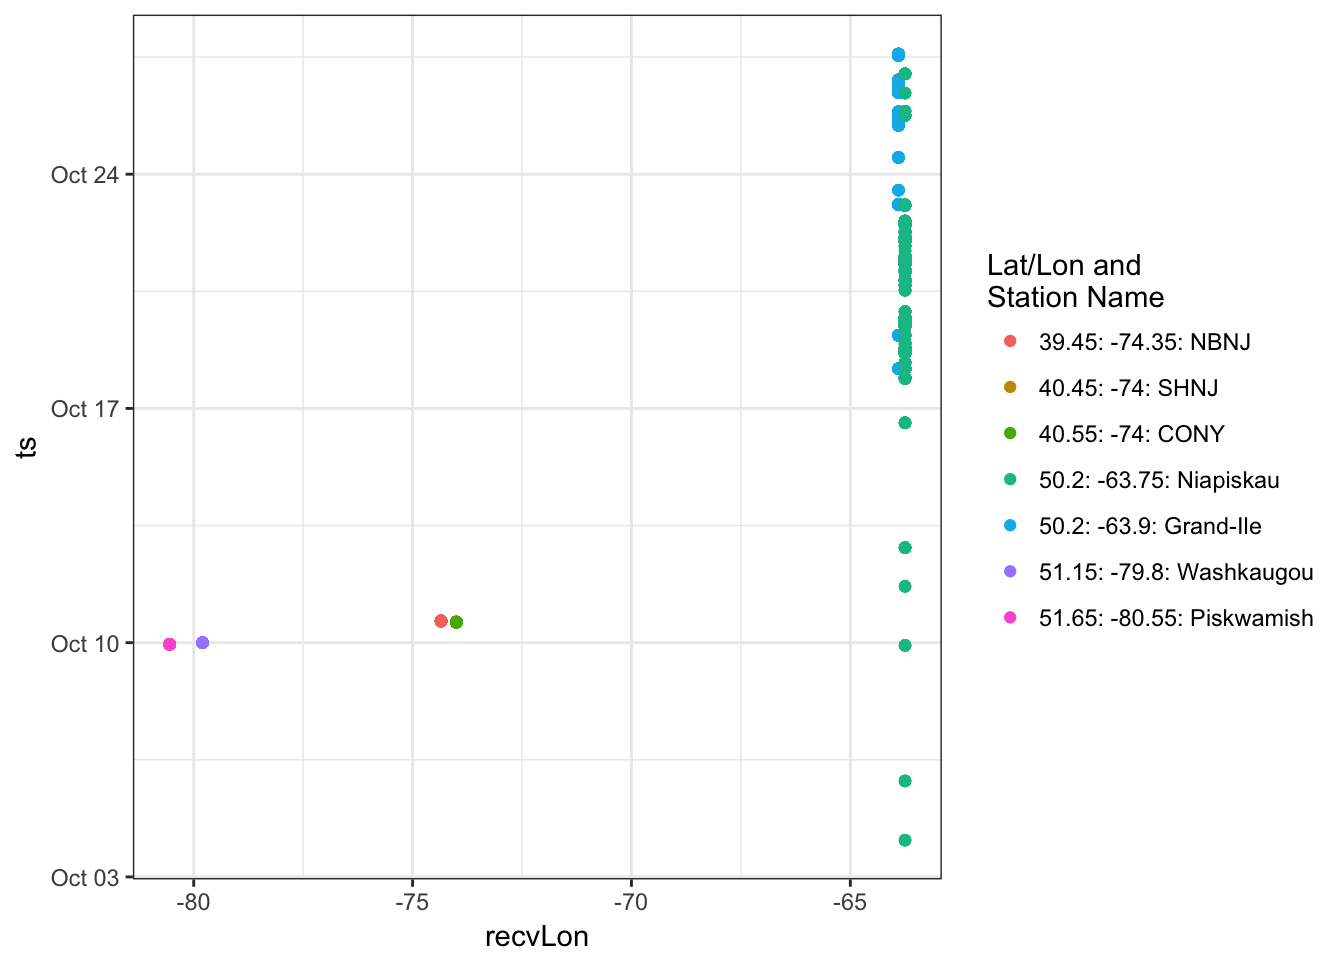 Oct 24
Oct 17
Oct 10
Oct 03
ts
-80
-75
-70
-65
recvLon
Lat/Lon and
Station Name
39.45: -74.35: NBNJ
40.45: -74: SHNJ
40.55: -74: CONY
50.2: -63.75: Niapiskau
50.2: -63.9: Grand-Ile
51.15: -79.8: Washkaugou
51.65: -80.55: Piskwamish